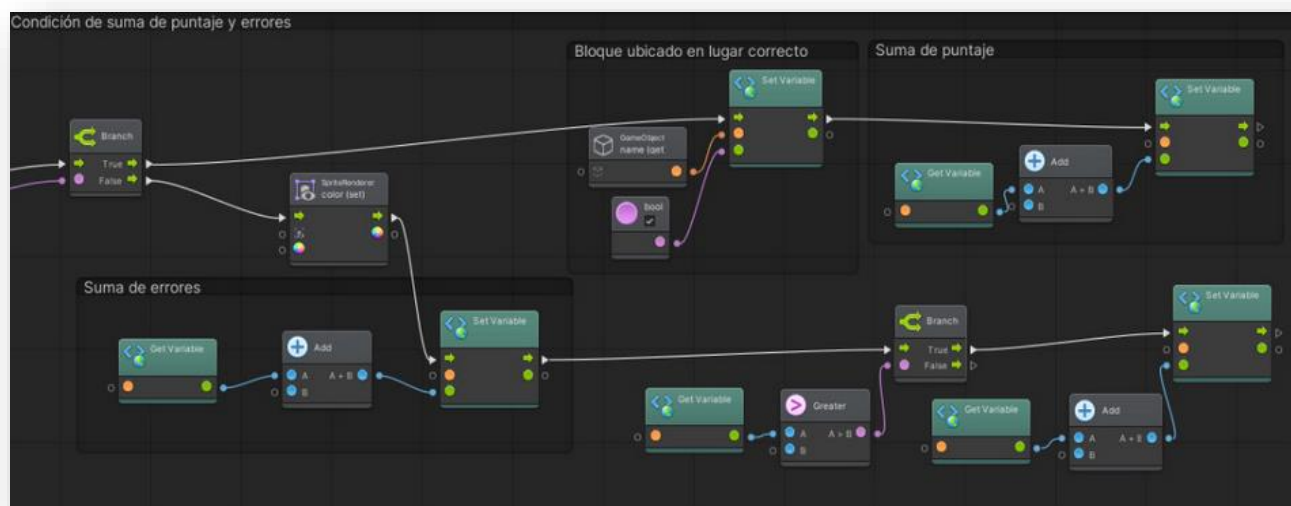 Condición de suma de puntaje y errores
Bloque ubicado en lugar correcto
Suma de puntaje
Set Variable
Set Variable
Branch
True
False
GameObject
name (get)
Add
A
A + B
B
Get Variable
SpriteRenderer
color (set)
bool
Suma de errores
Set Variable
Set Variable
Branch
True
False
Get Variable
Add
A
A + B
B
Get Variable
Greater
A
A > B
B
Get Variable
Add
A
A + B
B